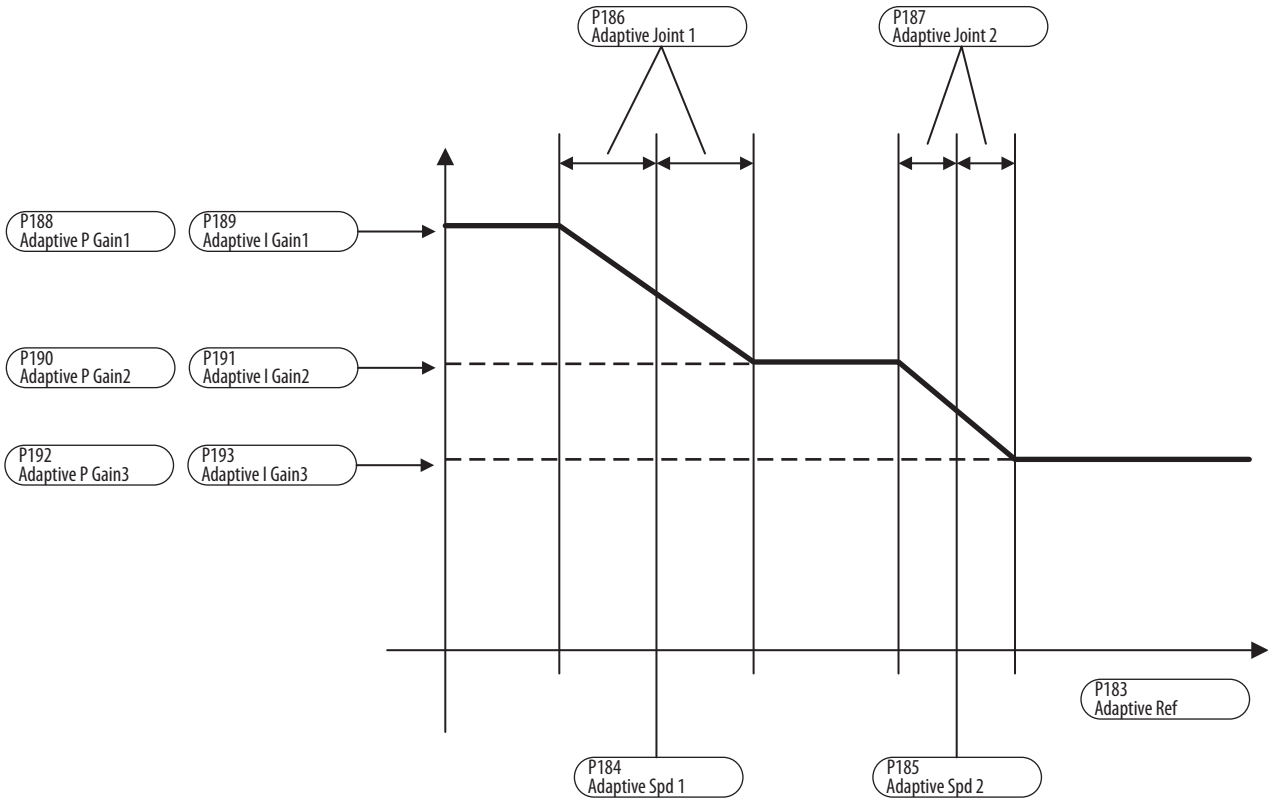 P186
Adaptive Joint 1
P187
Adaptive Joint 2
P188
Adaptive P Gain1
P189
Adaptive I Gain1
P190
Adaptive P Gain2
P191
Adaptive I Gain2
P192
Adaptive P Gain3
P193
Adaptive I Gain3
P183
Adaptive Ref
P184
Adaptive Spd 1
P185
Adaptive Spd 2